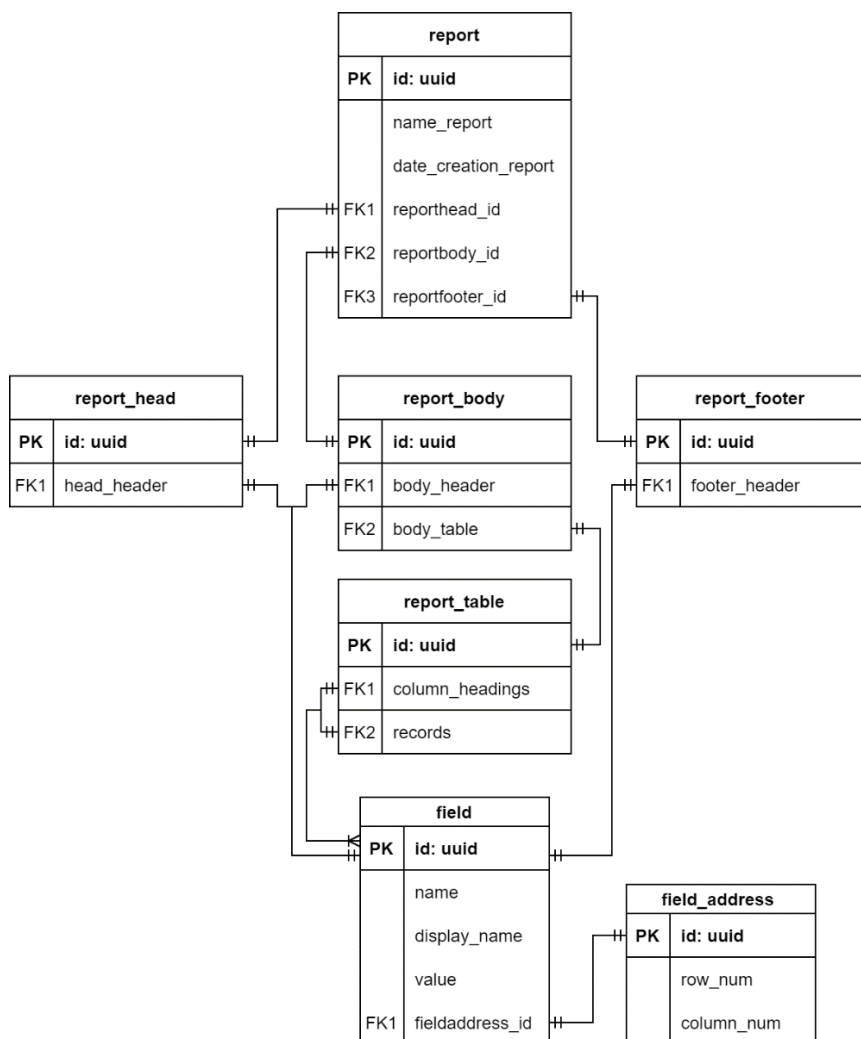 report
PK id: uuid
name_report
date_creation_report
FK1 reporthead_id
FK2 reportbody_id
FK3 reportfooter_id
report_head
PK id: uuid
FK1 head_header
report_body
PK id: uuid
FK1 body_header
FK2 body_table
report_footer
PK id: uuid
FK1 footer_header
report_table
PK id: uuid
FK1 column_headings
FK2 records
field
PK id: uuid
name
display_name
value
FK1 fieldaddress_id
field_address
PK id: uuid
row_num
column_num